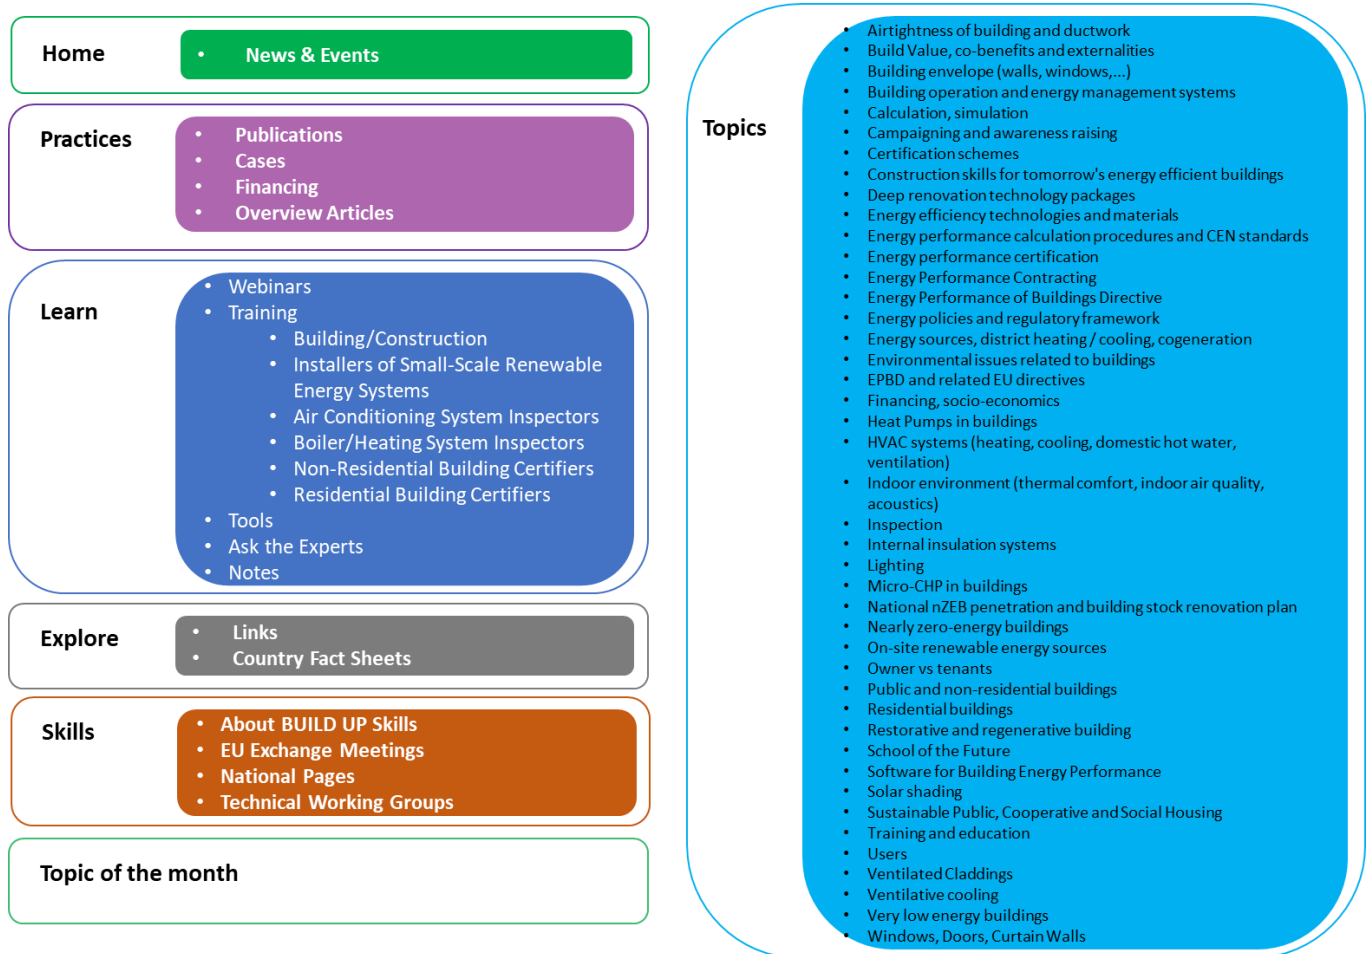 Home
• News & Events
Practices
• Publications
• Cases
• Financing
• Overview Articles
Learn
• Webinars
• Training
• Building/Construction
• Installers of Small-Scale Renewable
Energy Systems
• Air Conditioning System Inspectors
• Boiler/Heating System Inspectors
• Non-Residential Building Certifiers
• Residential Building Certifiers
• Tools
• Ask the Experts
• Notes
Explore
• Links
• Country Fact Sheets
Skills
• About BUILD UP Skills
• EU Exchange Meetings
• National Pages
• Technical Working Groups
Topic of the month
Topics
• Airtightness of building and ductwork
• Build Value, co-benefits and externalities
• Building envelope (walls, windows,...)
• Building operation and energy management systems
• Calculation, simulation
• Campaigning and awareness raising
• Certification schemes
• Construction skills for tomorrow's energy efficient buildings
• Deep renovation technology packages
• Energy efficiency technologies and materials
• Energy performance calculation procedures and CEN standards
• Energy performance certification
• Energy Performance Contracting
• Energy Performance of Buildings Directive
• Energy policies and regulatory framework
• Energy sources, district heating / cooling, cogeneration
• Environmental issues related to buildings
• EPBD and related EU directives
• Financing, socio-economics
• Heat Pumps in buildings
• HVAC systems (heating, cooling, domestic hot water,
ventilation)
• Indoor environment (thermal comfort, indoor air quality,
acoustics)
• Inspection
• Internal insulation systems
• Lighting
• Micro-CHP in buildings
• National nZEB penetration and building stock renovation plan
• Nearly zero-energy buildings
• On-site renewable energy sources
• Owner vs tenants
• Public and non-residential buildings
• Residential buildings
• Restorative and regenerative building
• School of the Future
• Software for Building Energy Performance
• Solar shading
• Sustainable Public, Cooperative and Social Housing
• Training and education
• Users
• Ventilated Claddings
• Ventilative cooling
• Very low energy buildings
• Windows, Doors, Curtain Walls